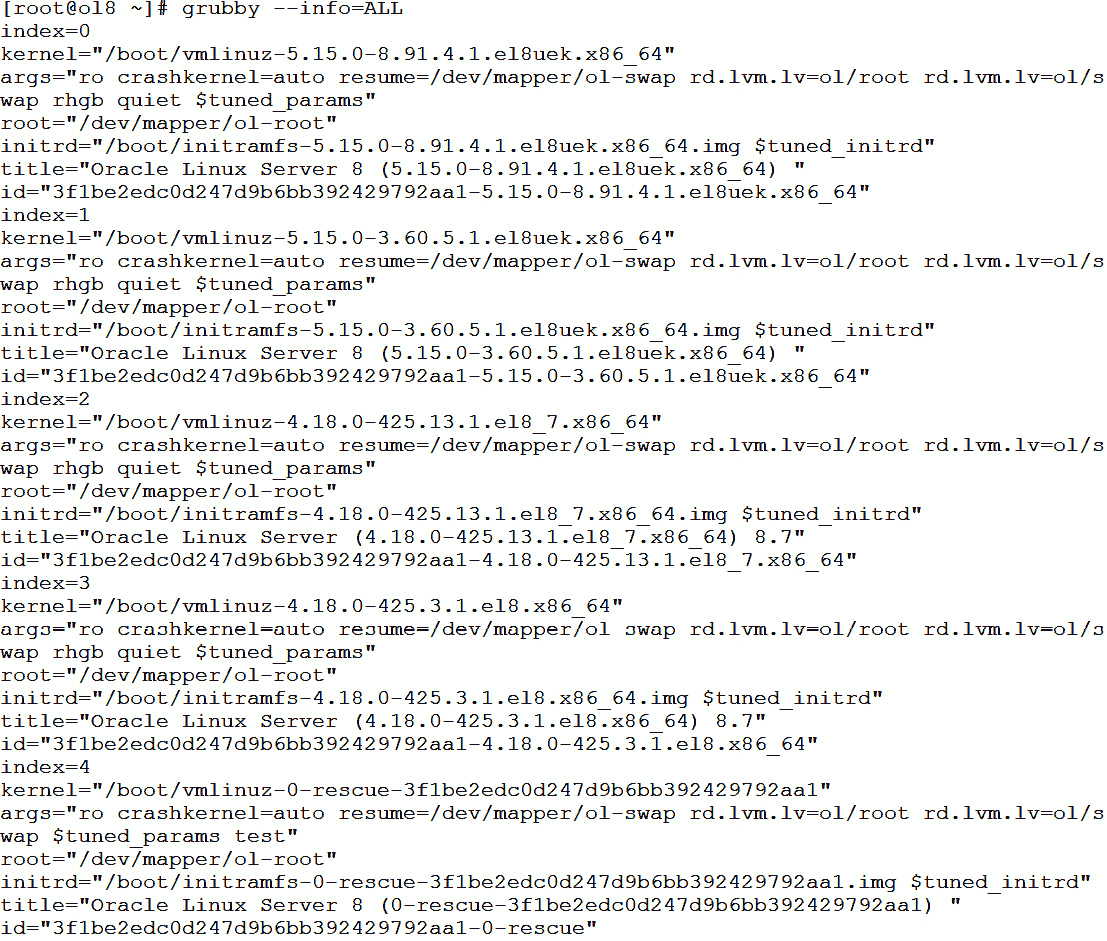 [root@ol8 ~]# grubby --info=ALL
index=0
kernel="/boot/vmlinuz-5.15.0-8.91.4.1.el8uek.x86_64"
args="ro crashkernel=auto resume=/dev/mapper/ol-swap rd.lvm.lv=ol/root rd.lvm.lv=ol/s
wap rhgb quiet $tuned_params"
root="/dev/mapper/ol-root"
initrd="/boot/initramfs-5.15.0-8.91.4.1.el8uek.x86_64.img $tuned_initrd"
title="Oracle Linux Server 8 (5.15.0-8.91.4.1.el8uek.x86_64) "
id="3f1be2edc0d247d9b6bb392429792aa1-5.15.0-8.91.4.1.el8uek.x86_64"
index=1
kernel="/boot/vmlinuz-5.15.0-3.60.5.1.el8uek.x86_64"
args="ro crashkernel=auto resume=/dev/mapper/ol-swap rd.lvm.lv=ol/root rd.lvm.lv=ol/s
wap rhgb quiet $tuned_params"
root="/dev/mapper/ol-root"
initrd="/boot/initramfs-5.15.0-3.60.5.1.el8uek.x86_64.img $tuned_initrd"
title="Oracle Linux Server 8 (5.15.0-3.60.5.1.el8uek.x86_64) "
id="3f1be2edc0d247d9b6bb392429792aa1-5.15.0-3.60.5.1.el8uek.x86_64"
index=2
kernel="/boot/vmlinuz-4.18.0-425.13.1.el8_7.x86_64"
args="ro crashkernel=auto resume=/dev/mapper/ol-swap rd.lvm.lv=ol/root rd.lvm.lv=ol/s
wap rhgb quiet $tuned_params"
root="/dev/mapper/ol-root"
initrd="/boot/initramfs-4.18.0-425.13.1.el8_7.x86_64.img $tuned_initrd"
title="Oracle Linux Server (4.18.0-425.13.1.el8_7.x86_64) 8.7"
id="3f1be2edc0d247d9b6bb392429792aa1-4.18.0-425.13.1.el8_7.x86_64"
index=3
kernel="/boot/vmlinuz-4.18.0-425.3.1.el8.x86_64"
args="ro crashkernel=auto resume=/dev/mapper/ol swap rd.lvm.lv=ol/root rd.lvm.lv=ol/s
wap rhgb quiet $tuned_params"
root="/dev/mapper/ol-root"
initrd="/boot/initramfs-4.18.0-425.3.1.el8.x86_64.img $tuned_initrd"
title="Oracle Linux Server (4.18.0-425.3.1.el8.x86_64) 8.7"
id="3f1be2edc0d247d9b6bb392429792aa1-4.18.0-425.3.1.el8.x86_64"
index=4
kernel="/boot/vmlinuz-0-rescue-3f1be2edc0d247d9b6bb392429792aa1"
args="ro crashkernel=auto resume=/dev/mapper/ol-swap rd.lvm.lv=ol/root rd.lvm.lv=ol/s
wap $tuned_params test"
root="/dev/mapper/ol-root"
initrd="/boot/initramfs-0-rescue-3f1be2edc0d247d9b6bb392429792aa1.img $tuned_initrd"
title="Oracle Linux Server 8 (0-rescue-3f1be2edc0d247d9b6bb392429792aa1) "
id="3f1be2edc0d247d9b6bb392429792aa1-0-rescue"